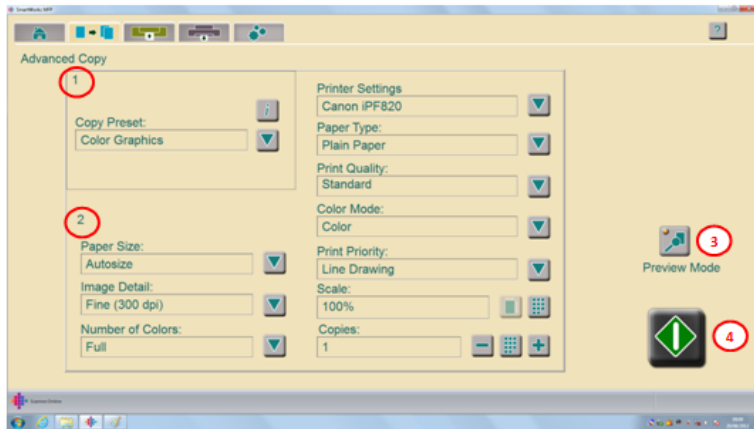 SmartWorks MFP
?
Advanced Copy
1
i
Copy Preset:
Color Graphics
2
Paper Size:
Autosize
Image Detail:
Fine (300 dpi)
Number of Colors:
Full
Printer Settings
Canon iPF820
Paper Type:
Plain Paper
Print Quality:
Standard
Color Mode:
Color
Print Priority:
Line Drawing
Scale:
100%
Copies:
1
3
Preview Mode
4
Scanner Online